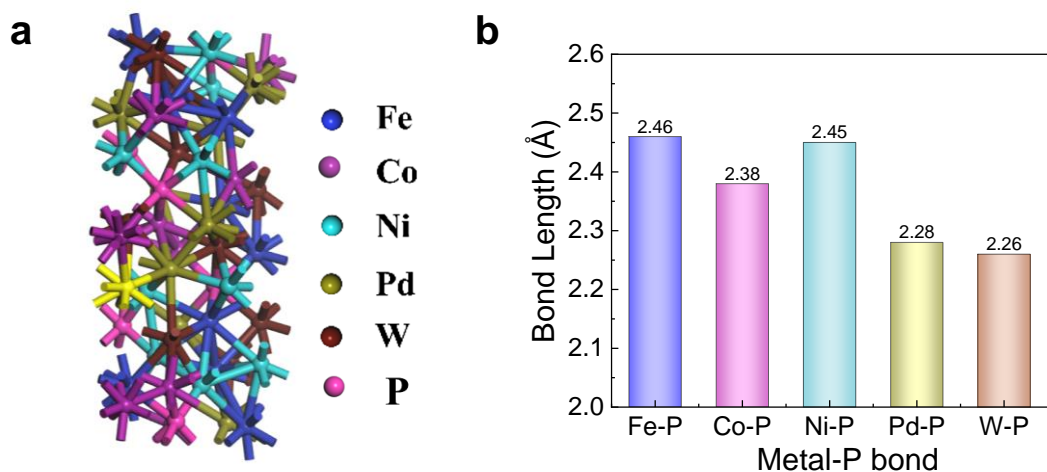 a
Fe
Co
Ni
Pd
W
P
b
Bond Length (Å)
2.6
2.5
2.4
2.3
2.2
2.1
2.0
2.46
2.38
2.45
2.28
2.26
Fe-P Co-P Ni-P Pd-P W-P
Metal-P bond